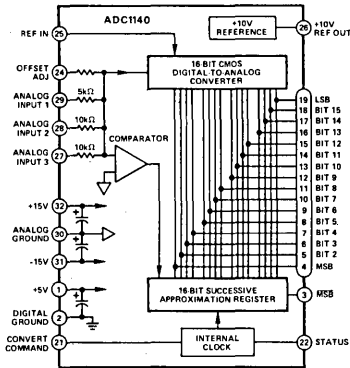 ADC1140
REF IN 25
+10V REFERENCE
26 +10V REF OUT
OFFSET ADJ 24
ANALOG INPUT 1 29 5kΩ
ANALOG INPUT 2 28 10kΩ
ANALOG INPUT 3 27 10kΩ
16-BIT CMOS DIGITAL-TO-ANALOG CONVERTER
COMPARATOR
19 LSB
18 BIT 15
17 BIT 14
16 BIT 13
15 BIT 12
14 BIT 11
13 BIT 10
12 BIT 9
11 BIT 8
10 BIT 7
9 BIT 6
8 BIT 5
7 BIT 4
6 BIT 3
5 BIT 2
4 MSB
+15V 32
ANALOG GROUND 30
-15V 31
+5V 1
DIGITAL GROUND 2
16-BIT SUCCESSIVE APPROXIMATION REGISTER
3 MSB
CONVERT COMMAND 21
INTERNAL CLOCK
22 STATUS